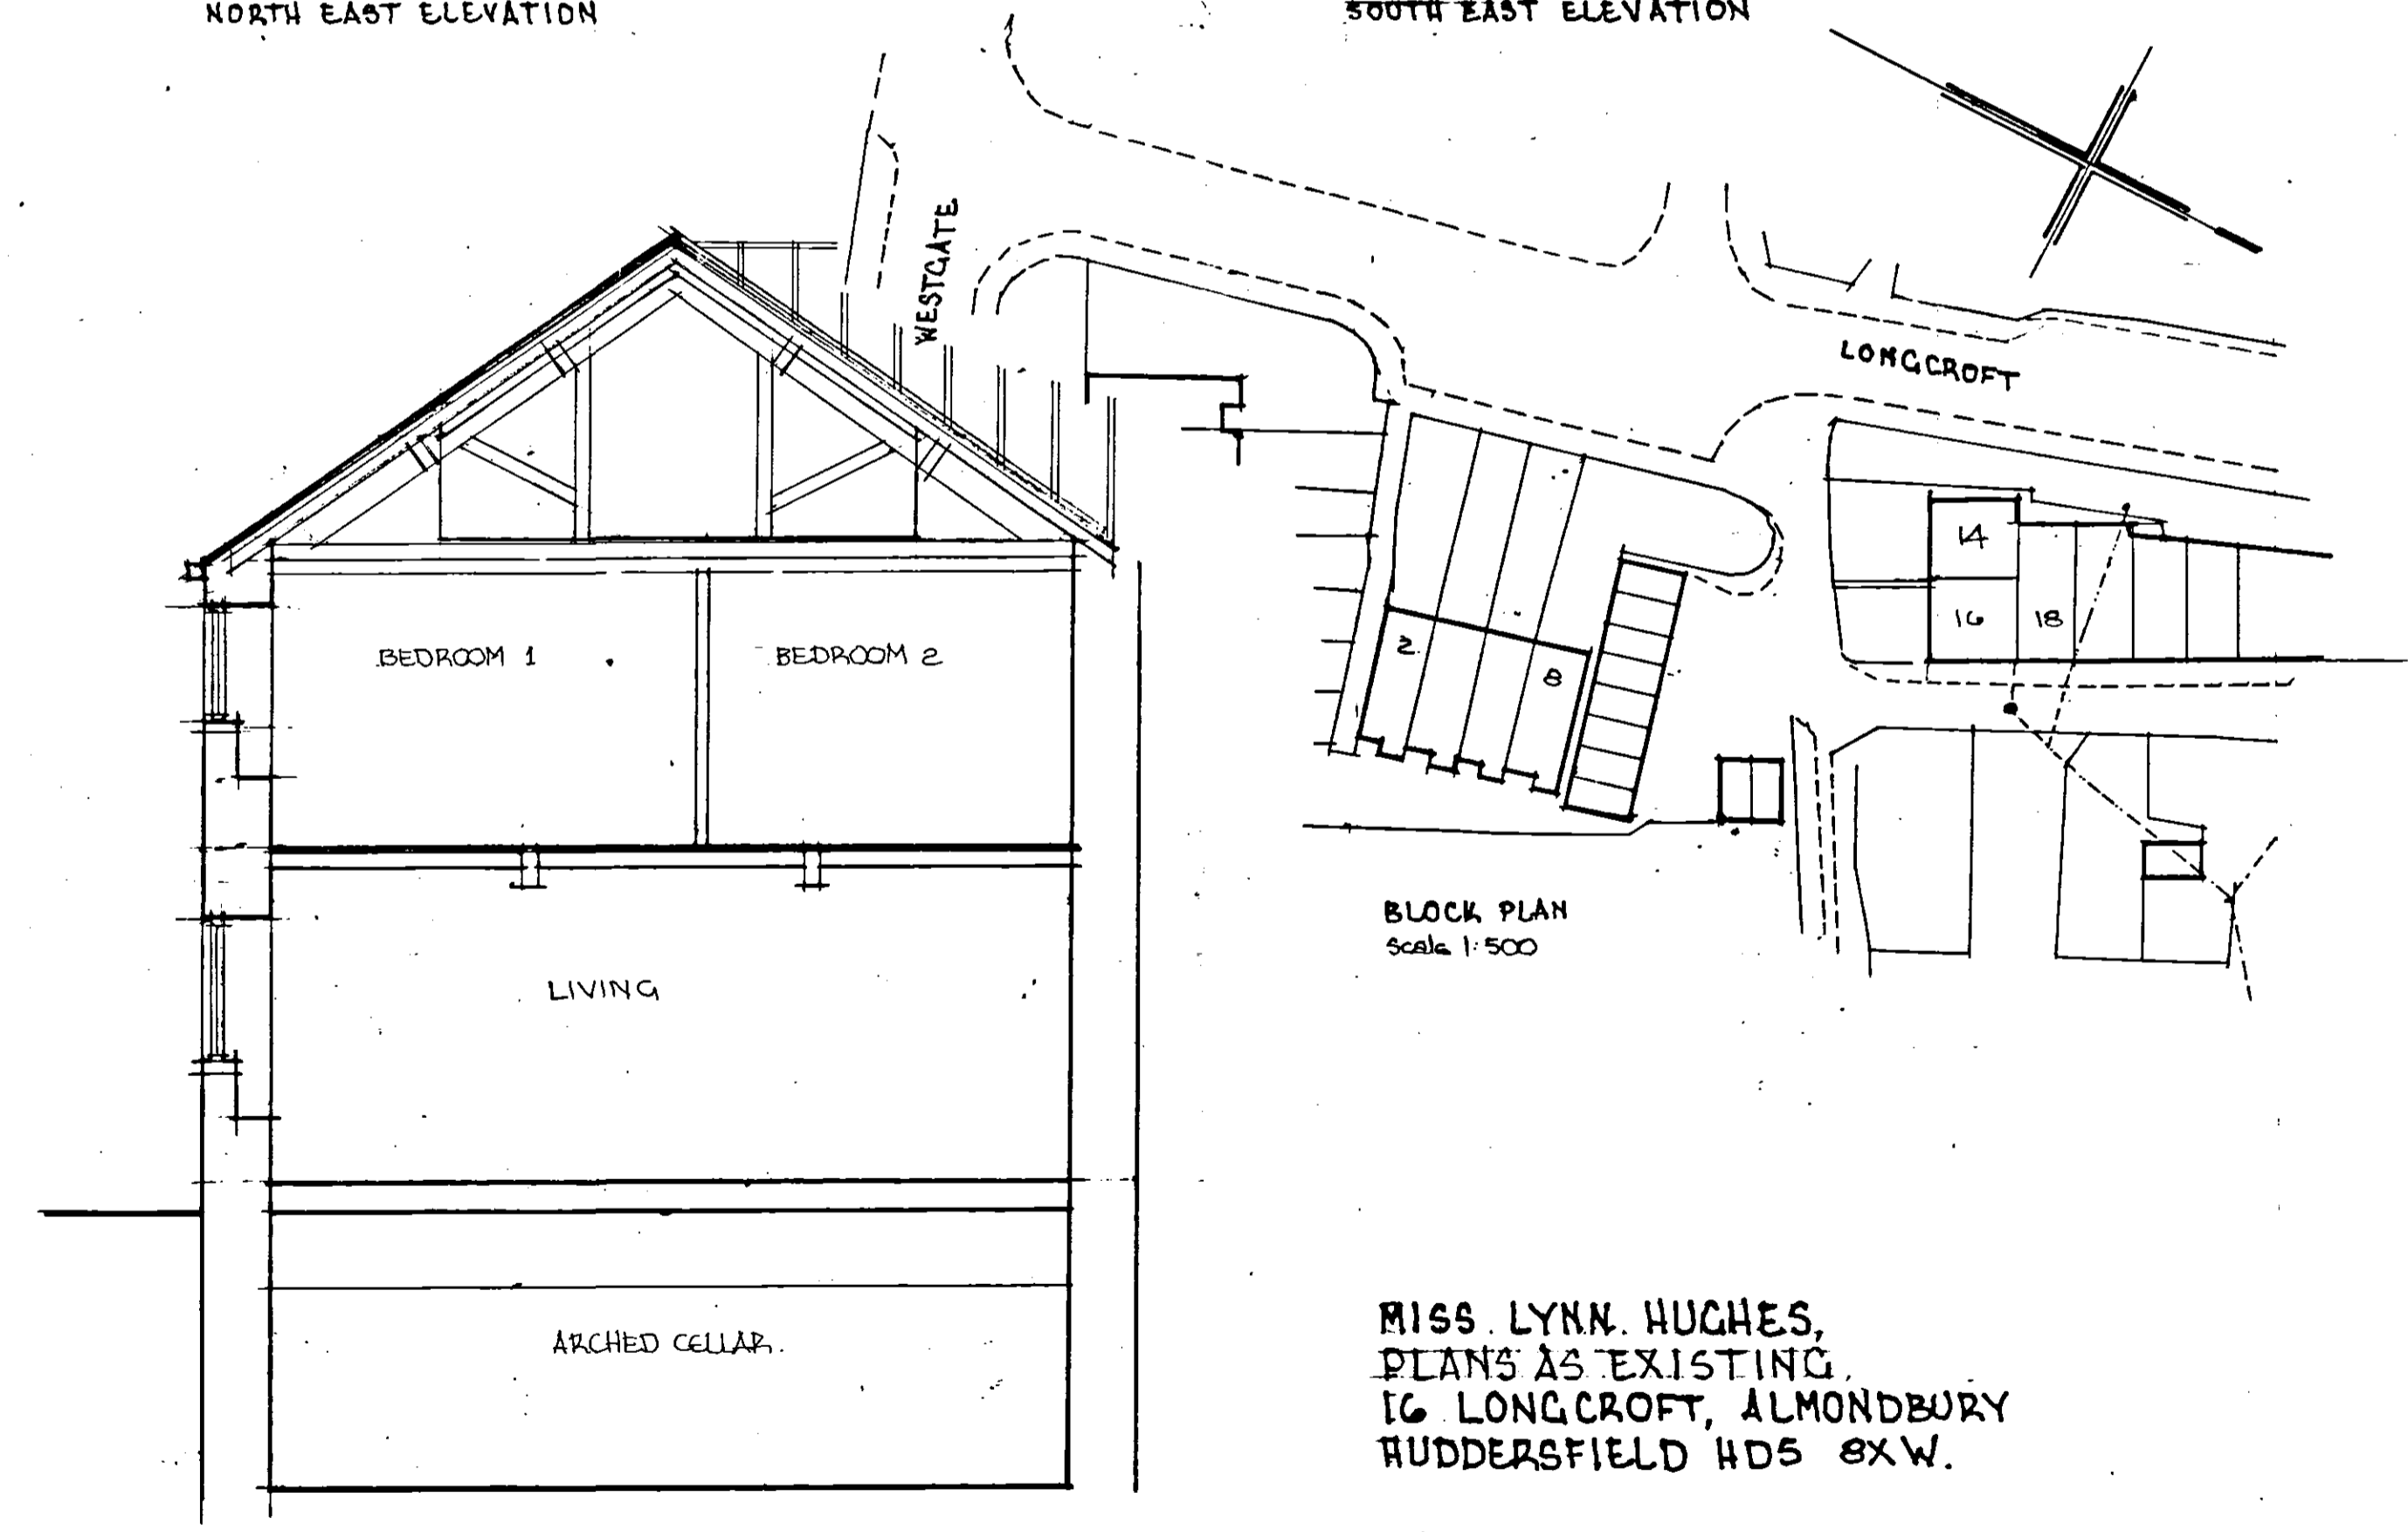 NORTH EAST ELEVATION
SOUTH EAST ELEVATION
WESTGATE
LONGCROFT
14
16
18
2
8
BEDROOM 1
BEDROOM 2
BLOCK PLAN
Scale 1:500
LIVING
ARCHED CELLAR.
MISS. LYNN. HUGHES,
PLANS AS EXISTING,
16 LONGCROFT, ALMONDBURY
HUDDERSFIELD HD5 8XW.